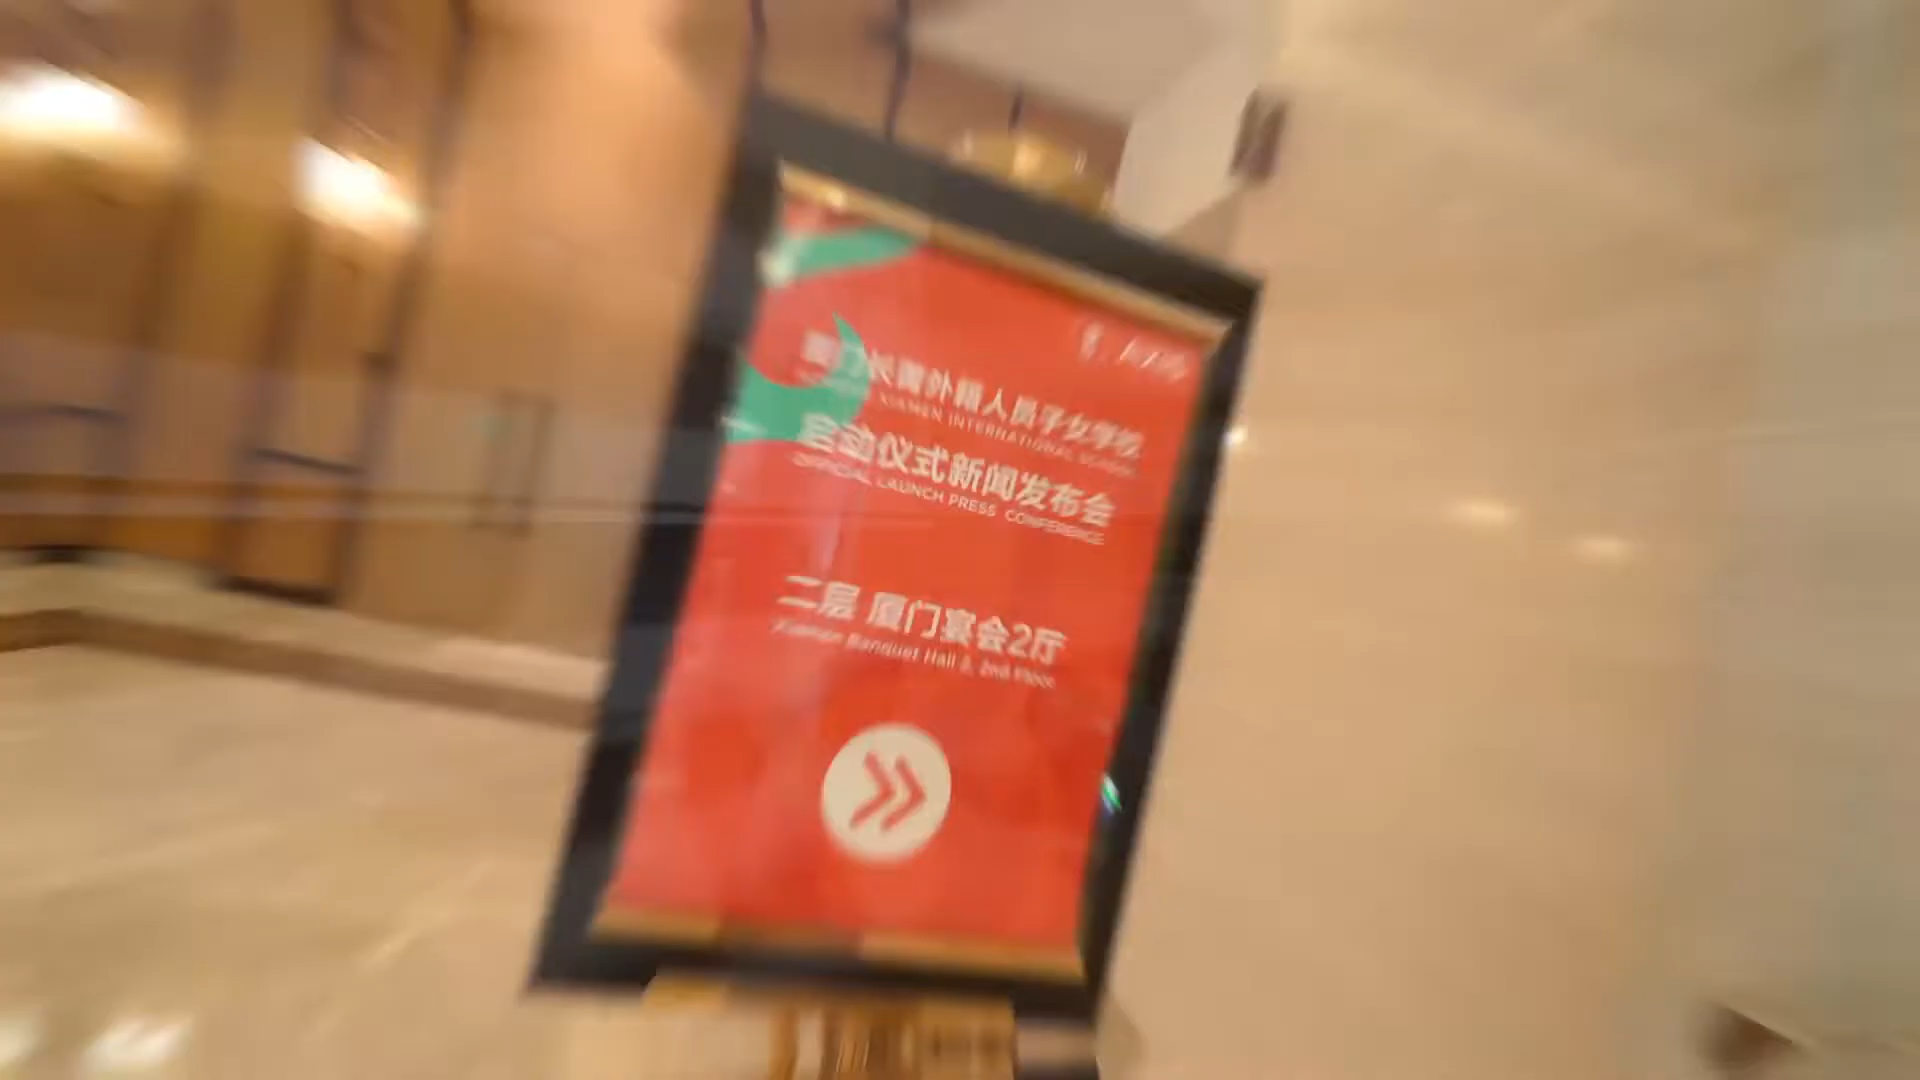 厦门长菁外籍人员子女学校
XIAMEN INTERNATIONAL SCHOOL
启动仪式新闻发布会
OFFICIAL LAUNCH PRESS CONFERENCE
二层 厦门宴会2厅
Xiamen Banquet Hall 2, 2nd Floor